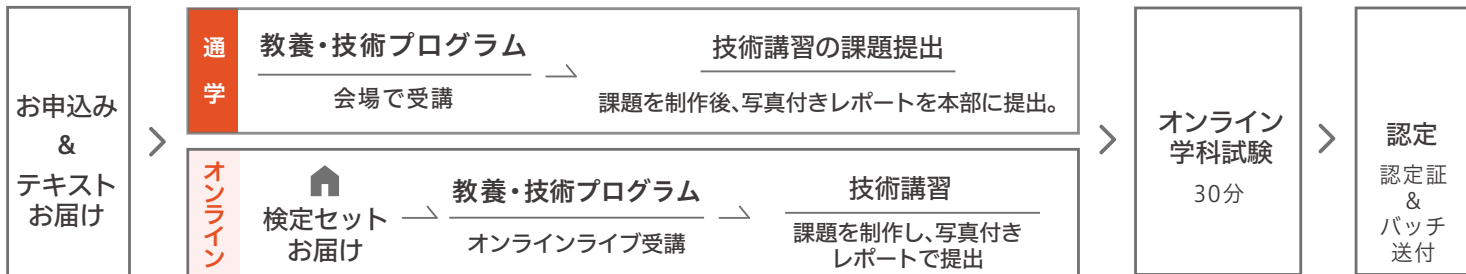 お申込み
&
テキスト
お届け
通学
教養・技術プログラム
会場で受講
技術講習の課題提出
課題を制作後、写真付きレポートを本部に提出。
オンライン
検定セット
お届け
教養・技術プログラム
オンラインライブ受講
技術講習
課題を制作し、写真付き
レポートで提出
オンライン
学科試験
30分
認定
認定証
&
バッチ
送付